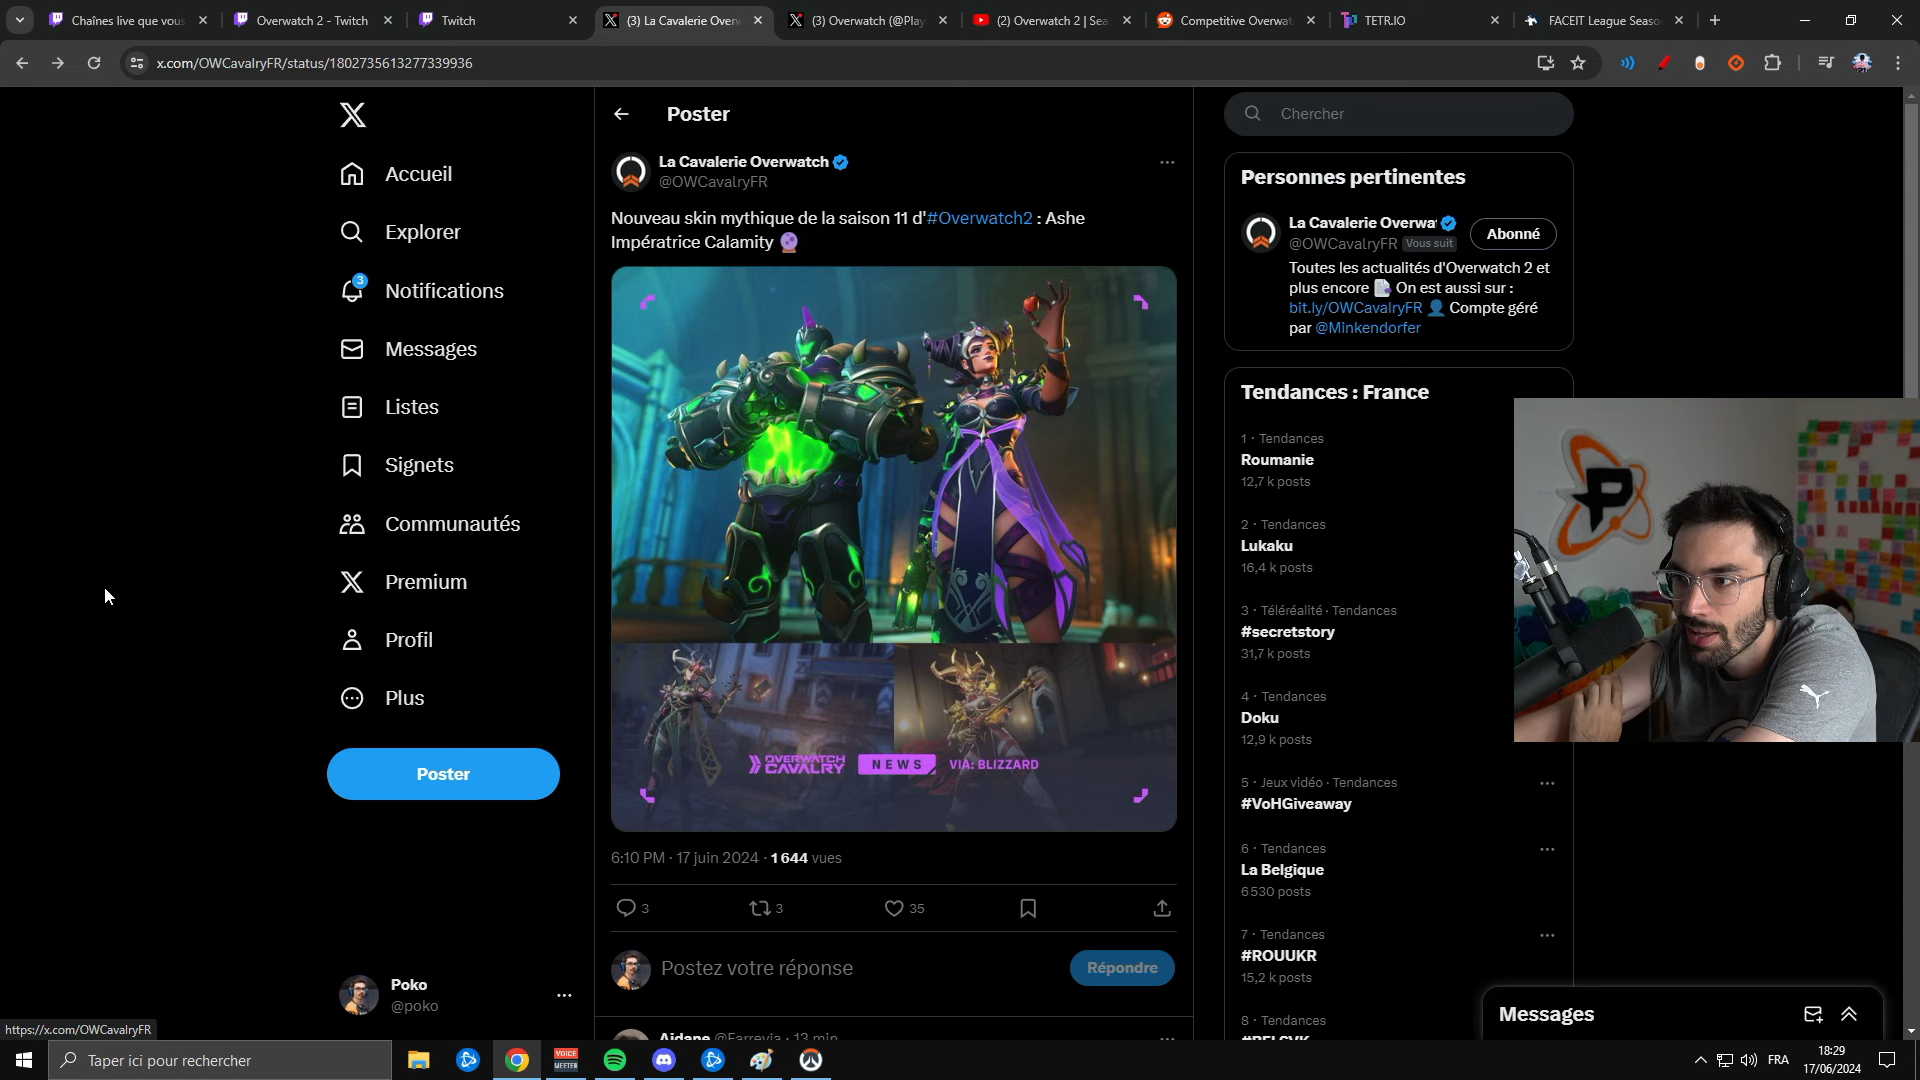 Chaînes live que vous
Overwatch 2 - Twitch
Twitch
(3) La Cavalerie Overw
(3) Overwatch (@Play
(2) Overwatch 2 | Sea
Competitive Overwat
TETR.IO
FACEIT League Seaso
x.com/OWCavalryFR/status/1802735613277339936
Accueil
Explorer
3
Notifications
Messages
Listes
Signets
Communautés
Premium
Profil
Plus
Poster
Poko
@poko
https://x.com/OWCavalryFR
Poster
La Cavalerie Overwatch
@OWCavalryFR
Nouveau skin mythique de la saison 11 d'#Overwatch2 : Ashe
Impératrice Calamity
OVERWATCH
CAVALRY
NEWS
VIA: BLIZZARD
6:10 PM · 17 juin 2024 · 1 644 vues
3
3
35
Postez votre réponse
Répondre
Aidane @Farrevia · 13 min
Chercher
Personnes pertinentes
La Cavalerie Overwa
@OWCavalryFR Vous suit
Abonné
Toutes les actualités d'Overwatch 2 et
plus encore On est aussi sur :
bit.ly/OWCavalryFR Compte géré
par @Minkendorfer
Tendances : France
1 · Tendances
Roumanie
12,7 k posts
2 · Tendances
Lukaku
16,4 k posts
3 · Téléréalité · Tendances
#secretstory
31,7 k posts
4 · Tendances
Doku
12,9 k posts
5 · Jeux vidéo · Tendances
#VoHGiveaway
6 · Tendances
La Belgique
6 530 posts
7 · Tendances
#ROUUKR
15,2 k posts
8 · Tendances
Messages
Taper ici pour rechercher
VOICE
MEETER
FRA
18:29
17/06/2024